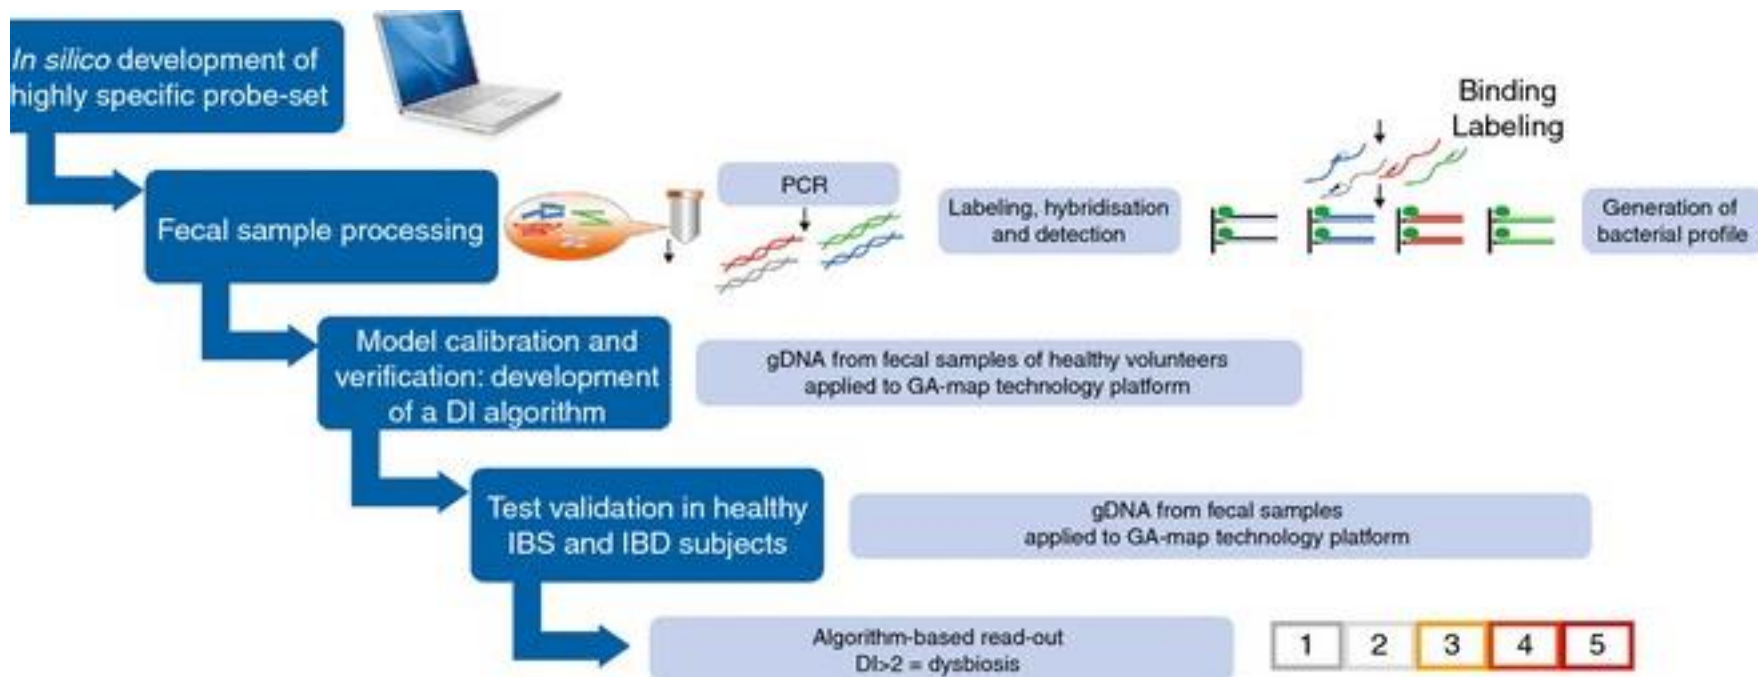 In silico development of
highly specific probe-set
Binding
Labeling
Fecal sample processing
PCR
Labeling, hybridisation
and detection
Generation of
bacterial profile
Model calibration and
verification: development
of a DI algorithm
gDNA from fecal samples of healthy volunteers
applied to GA-map technology platform
Test validation in healthy
IBS and IBD subjects
gDNA from fecal samples
applied to GA-map technology platform
Algorithm-based read-out
DI>2 = dysbiosis
1 2 3 4 5